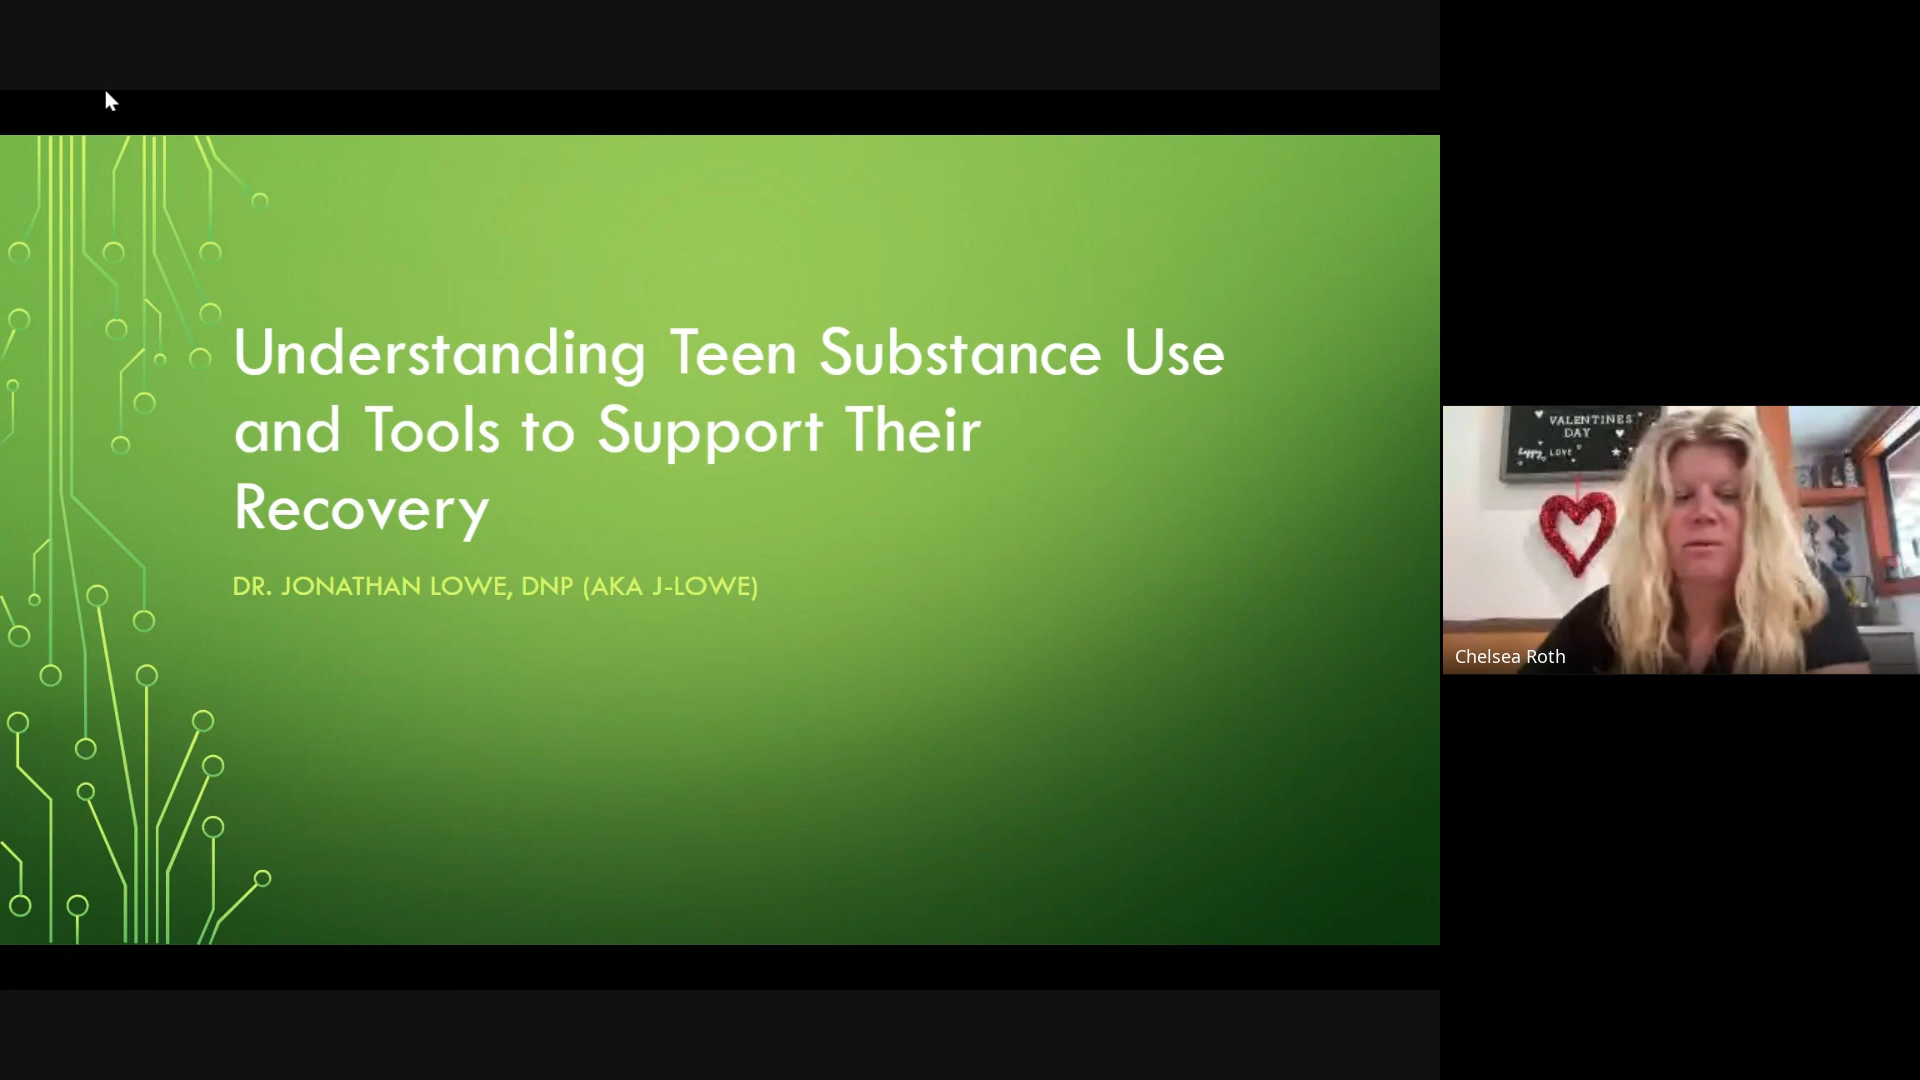 Understanding Teen Substance Use
and Tools to Support Their
Recovery
DR. JONATHAN LOWE, DNP (AKA J-LOWE)
VALENTINES
DAY
happy LOVE
Chelsea Roth